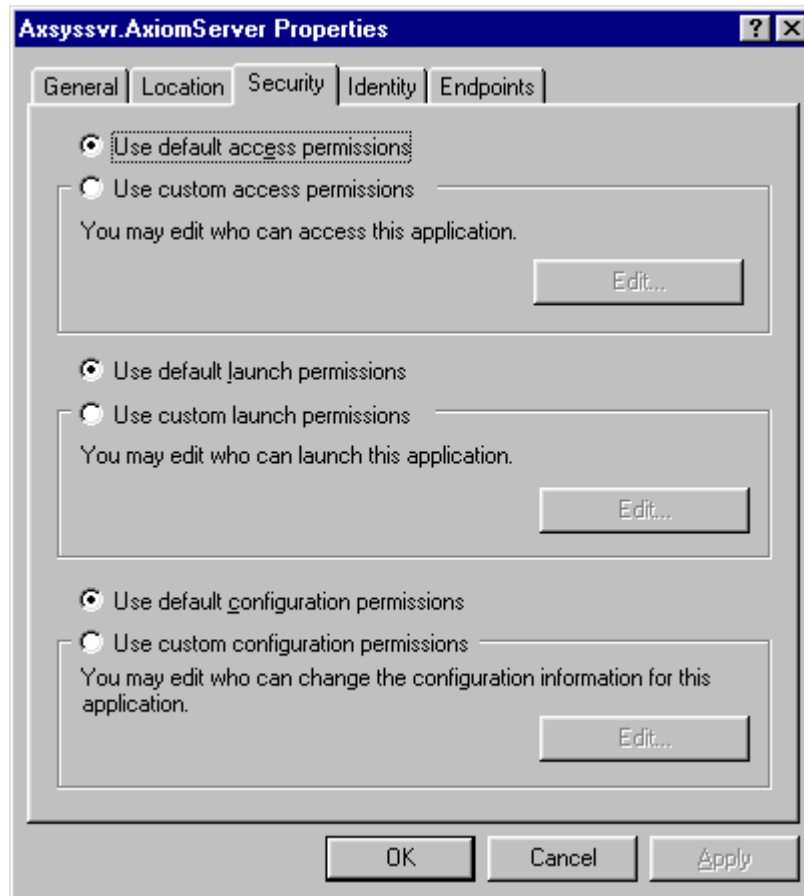 Axsyssvr.AxiomServer Properties
General Location Security Identity Endpoints
Use default access permissions
Use custom access permissions
You may edit who can access this application.
Edit...
Use default launch permissions
Use custom launch permissions
You may edit who can launch this application.
Edit...
Use default configuration permissions
Use custom configuration permissions
You may edit who can change the configuration information for this
application.
Edit...
OK Cancel Apply